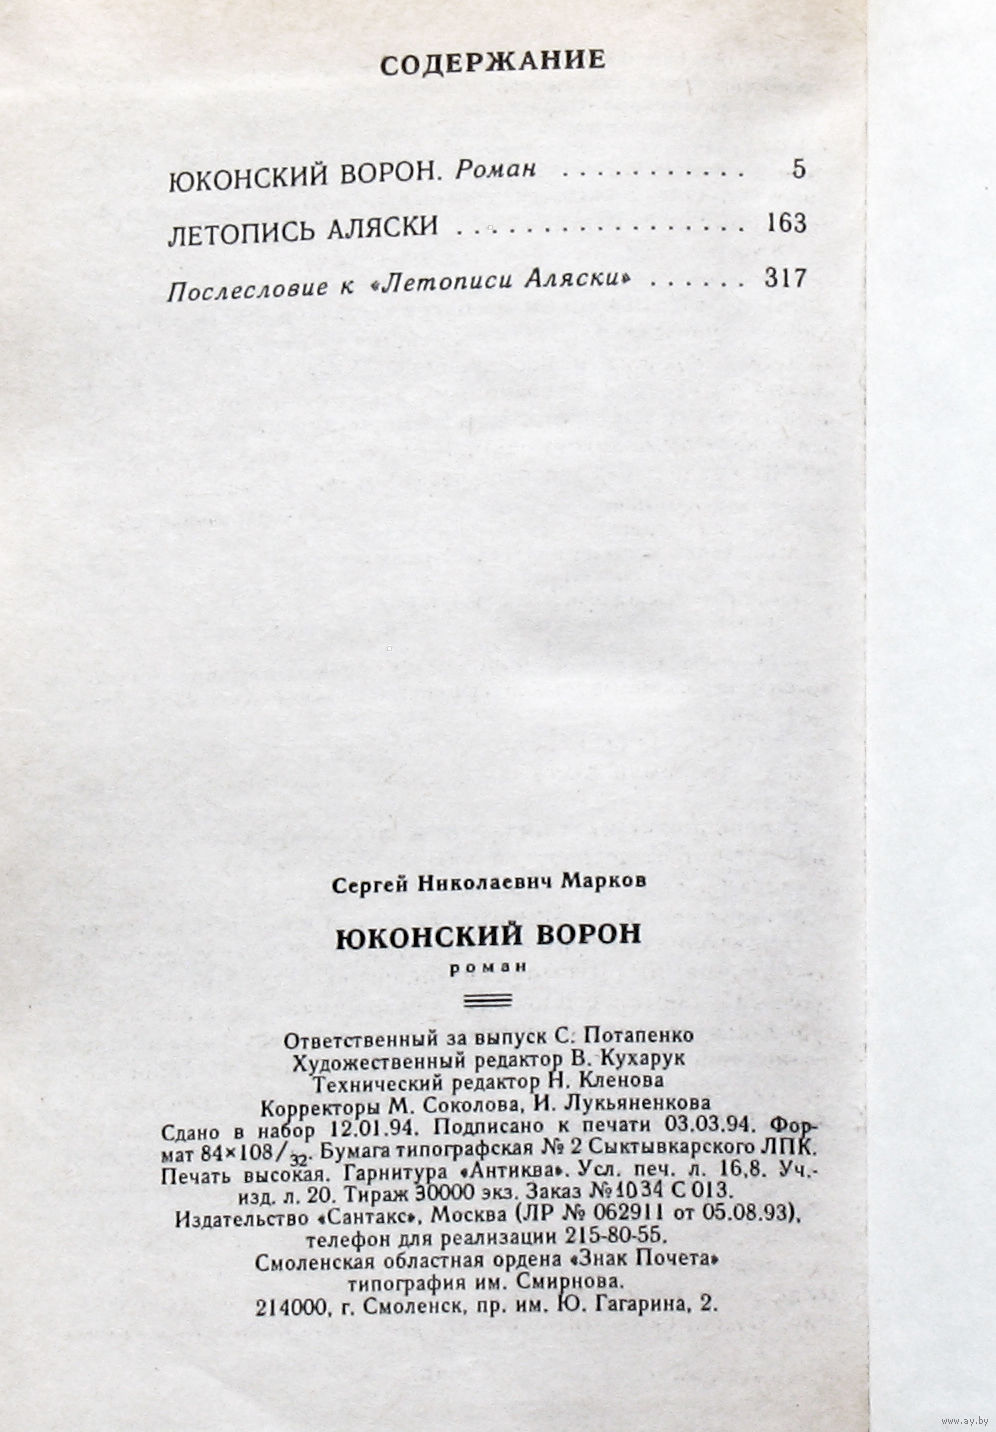 СОДЕРЖАНИЕ
ЮКОНСКИЙ ВОРОН. Роман . . . . . . . . . . . 5
ЛЕТОПИСЬ АЛЯСКИ . . . . . . . . . . . . . . . . 163
Послесловие к «Летописи Аляски» . . . . . . 317
Сергей Николаевич Марков
ЮКОНСКИЙ ВОРОН
роман
Ответственный за выпуск С. Потапенко
Художественный редактор В. Кухарук
Технический редактор Н. Кленова
Корректоры М. Соколова, И. Лукьяненкова
Сдано в набор 12.01.94. Подписано к печати 03.03.94. Фор-
мат 84×108/32. Бумага типографская № 2 Сыктывкарского ЛПК.
Печать высокая. Гарнитура «Антиква». Усл. печ. л. 16,8. Уч.-
изд. л. 20. Тираж 30000 экз. Заказ №1034 С 013.
Издательство «Сантакс», Москва (ЛР № 062911 от 05.08.93),
телефон для реализации 215-80-55.
Смоленская областная ордена «Знак Почета»
типография им. Смирнова.
214000, г. Смоленск, пр. им. Ю. Гагарина, 2.
www.ay.by